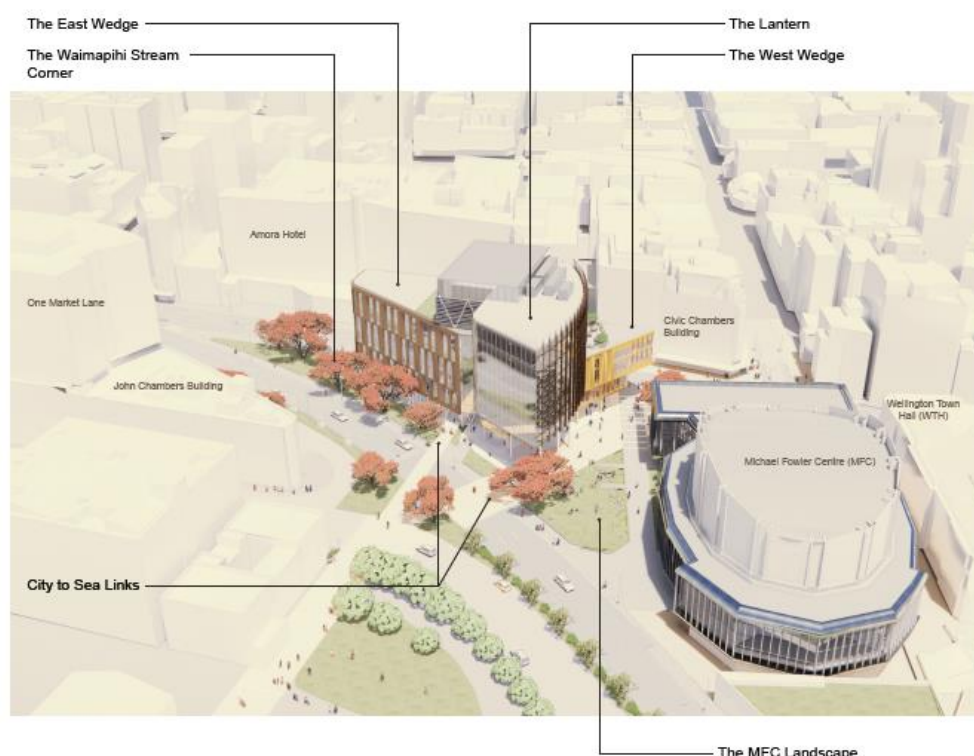 The East Wedge
The Lantern
The Waimapihi Stream
Corner
The West Wedge
Amora Hotel
One Market Lane
Civic Chambers
Building
John Chambers Building
Wellington Town
Hall (WTH)
Michael Fowler Centre (MFC)
City to Sea Links
The MFC Landscape